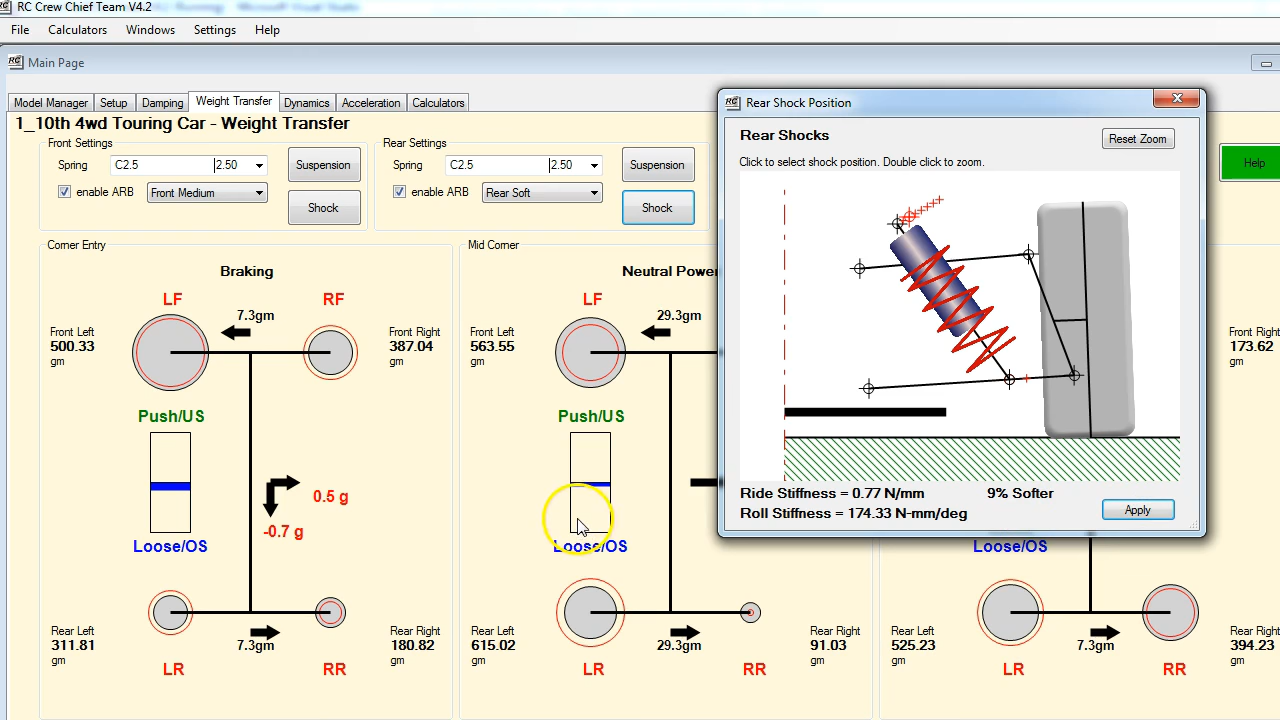 RC Crew Chief Team V4.2
File Calculators Windows Settings Help
RC Main Page
Model Manager Setup Damping Weight Transfer Dynamics Acceleration Calculators
1_10th 4wd Touring Car - Weight Transfer
Front Settings
Spring C2.5 2.50 Suspension
enable ARB Front Medium Shock
Rear Settings
Spring C2.5 2.50 Suspension
enable ARB Rear Soft Shock
Help
Corner Entry
Braking
LF RF
7.3gm
Front Left
500.33
gm
Front Right
387.04
gm
Push/US
0.5 g
-0.7 g
Loose/OS
Rear Left
311.81
gm
7.3gm
Rear Right
180.82
gm
LR RR
Mid Corner
Neutral Power
LF
29.3gm
Front Left
563.55
gm
Push/US
Loose/OS
Rear Left
615.02
gm
29.3gm
Rear Right
91.03
gm
LR RR
Front Right
173.62
gm
Loose/OS
Rear Left
525.23
gm
7.3gm
Rear Right
394.23
gm
LR RR
RC Rear Shock Position
Rear Shocks
Reset Zoom
Click to select shock position. Double click to zoom.
Ride Stiffness = 0.77 N/mm 9% Softer
Roll Stiffness = 174.33 N-mm/deg
Apply